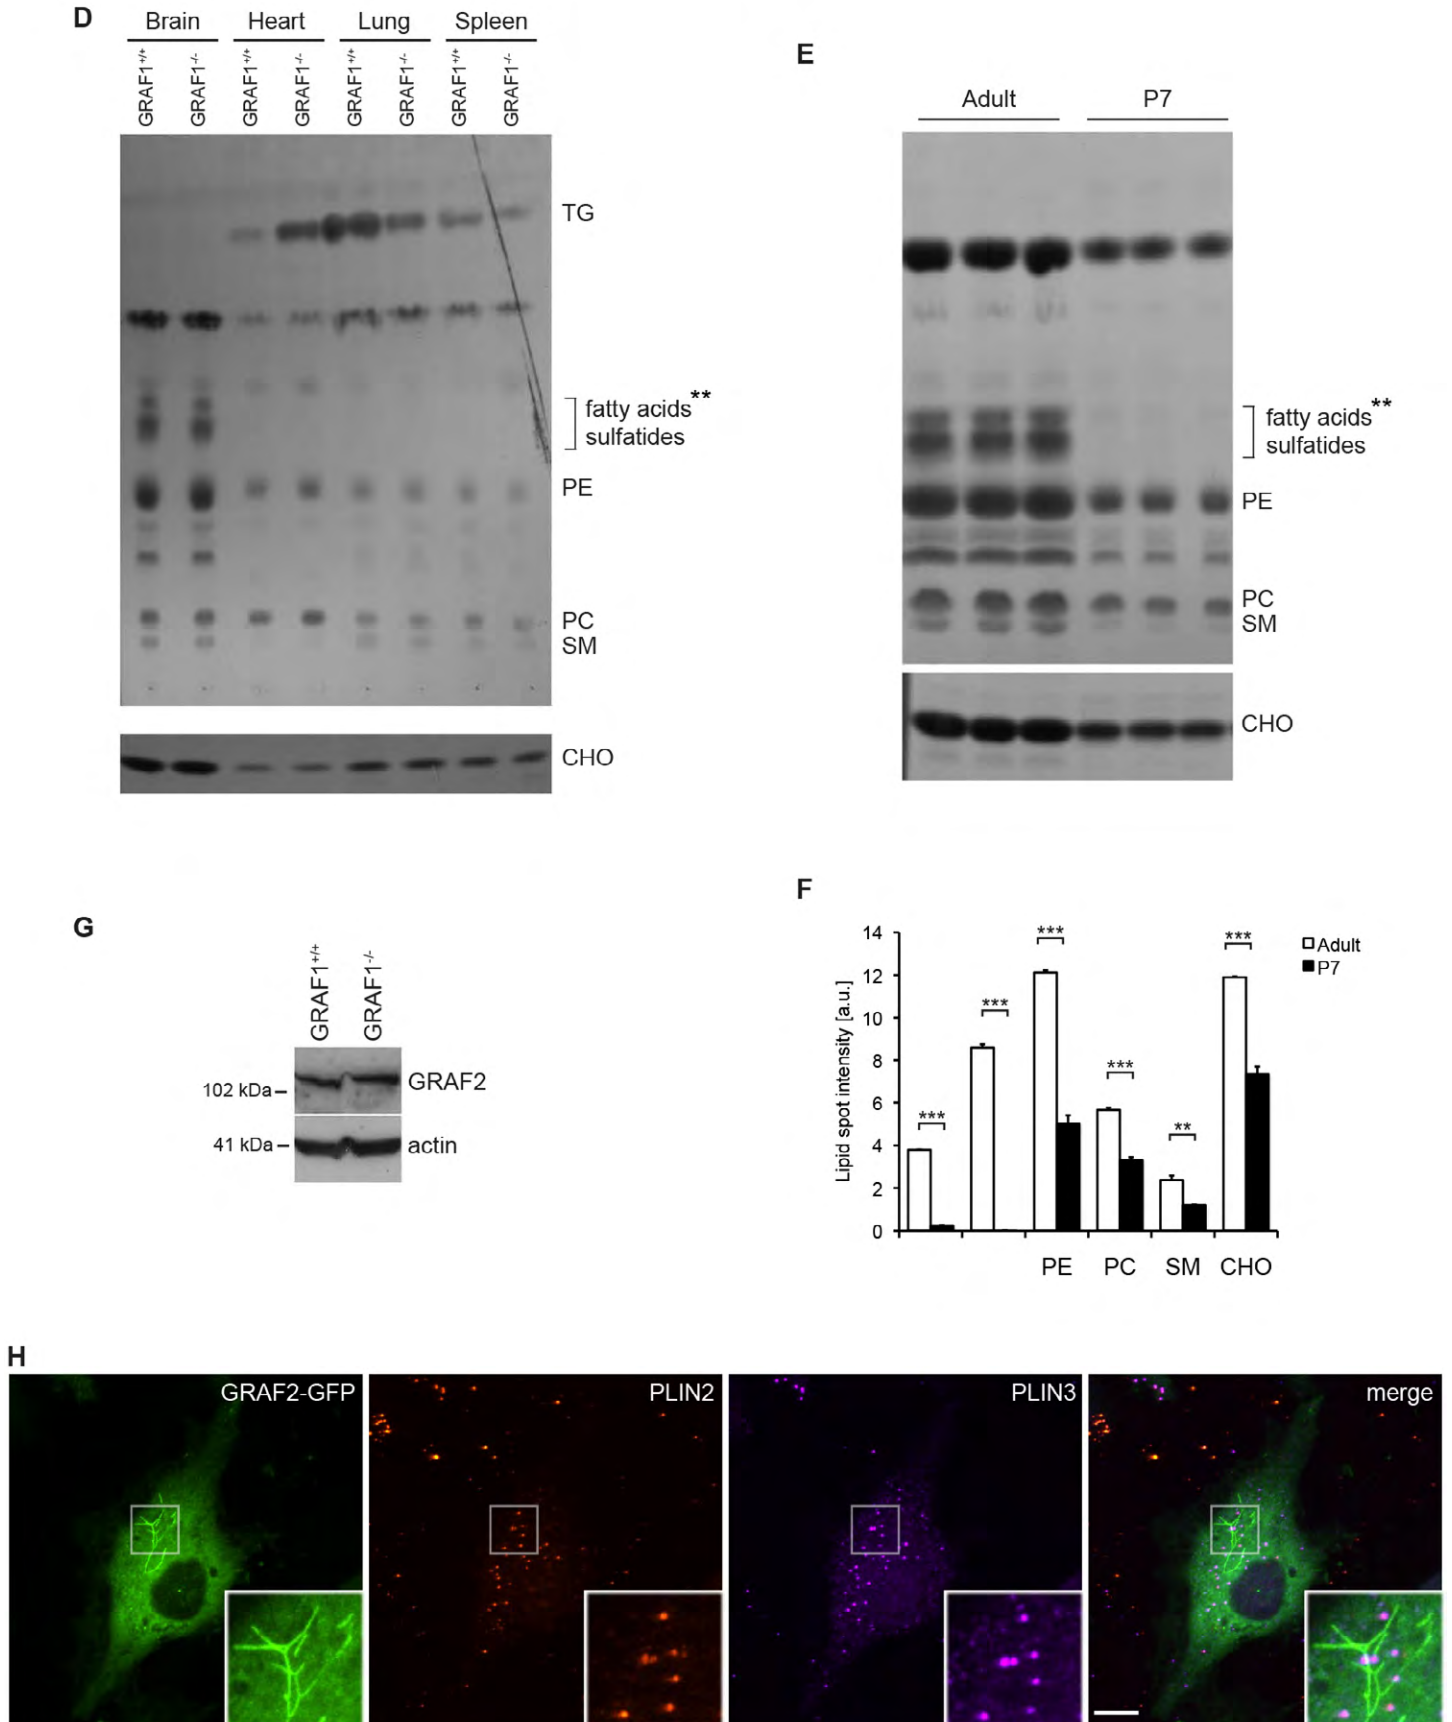 D
Brain Heart Lung Spleen
GRAF1+/+ GRAF1-/- GRAF1+/+ GRAF1-/- GRAF1+/+ GRAF1-/- GRAF1+/+ GRAF1-/-
TG
fatty acids**
sulfatides
PE
PC
SM
CHO
E
Adult P7
fatty acids**
sulfatides
PE
PC
SM
CHO
G
GRAF1+/+ GRAF1-/-
102 kDa
GRAF2
41 kDa
actin
F
Lipid spot intensity [a.u.]
14
12
10
8
6
4
2
0
*** *** *** *** ** ***
Adult
P7
PE PC SM CHO
H
GRAF2-GFP PLIN2 PLIN3 merge